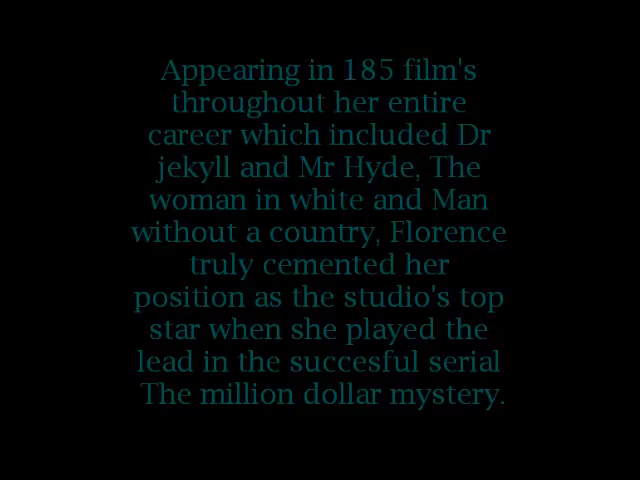 Appearing in 185 film's
throughout her entire
career which included Dr
jekyll and Mr Hyde, The
woman in white and Man
without a country, Florence
truly cemented her
position as the studio's top
star when she played the
lead in the succesful serial
The million dollar mystery.